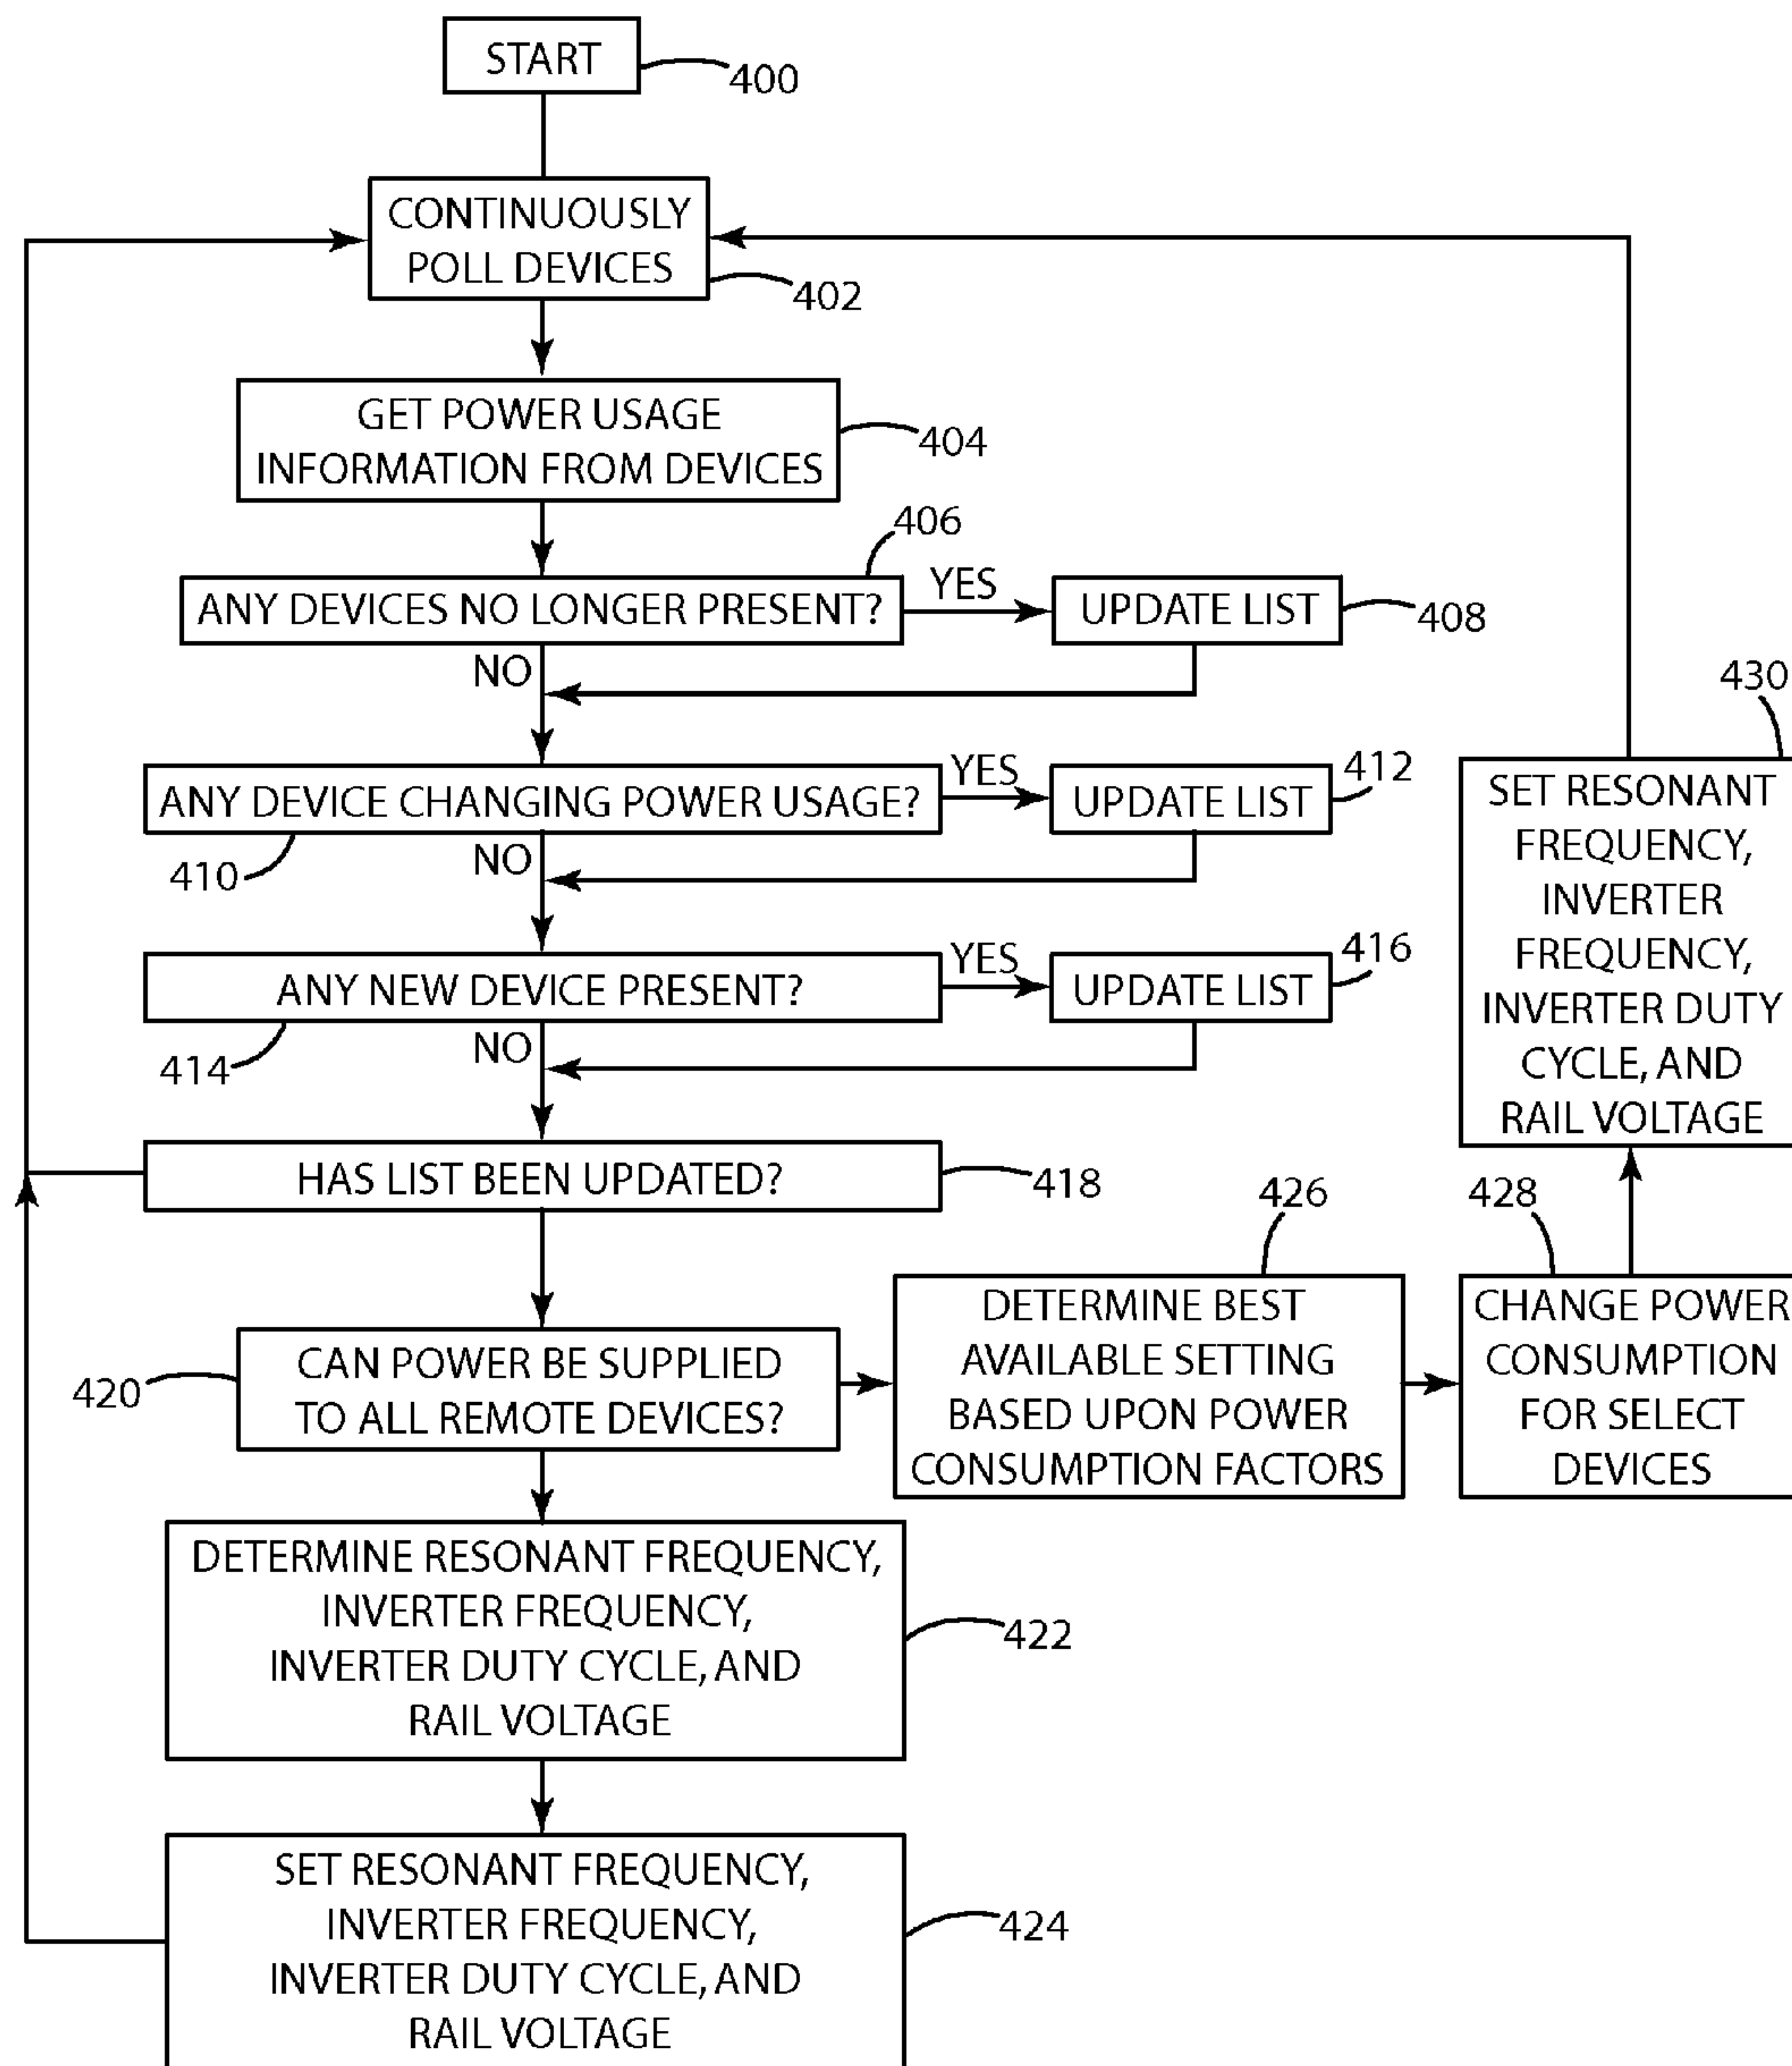 START
400
CONTINUOUSLY
POLL DEVICES
402
GET POWER USAGE
INFORMATION FROM DEVICES
404
406
ANY DEVICES NO LONGER PRESENT?
YES
UPDATE LIST
408
NO
ANY DEVICE CHANGING POWER USAGE?
YES
UPDATE LIST
412
410
NO
ANY NEW DEVICE PRESENT?
YES
UPDATE LIST
416
414
NO
HAS LIST BEEN UPDATED?
418
420
CAN POWER BE SUPPLIED
TO ALL REMOTE DEVICES?
426
DETERMINE BEST
AVAILABLE SETTING
BASED UPON POWER
CONSUMPTION FACTORS
428
CHANGE POWER
CONSUMPTION
FOR SELECT
DEVICES
430
SET RESONANT
FREQUENCY,
INVERTER
FREQUENCY,
INVERTER DUTY
CYCLE, AND
RAIL VOLTAGE
DETERMINE RESONANT FREQUENCY,
INVERTER FREQUENCY,
INVERTER DUTY CYCLE, AND
RAIL VOLTAGE
422
SET RESONANT FREQUENCY,
INVERTER FREQUENCY,
INVERTER DUTY CYCLE, AND
RAIL VOLTAGE
424